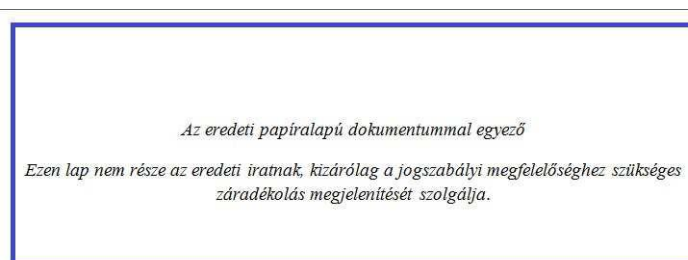 Az eredeti papíralapú dokumentummal egyező
Ezen lap nem része az eredeti iratnak, kizárólag a jogszabályi megfelelőséghez szükséges
záradékolás megjelenítését szolgálja.